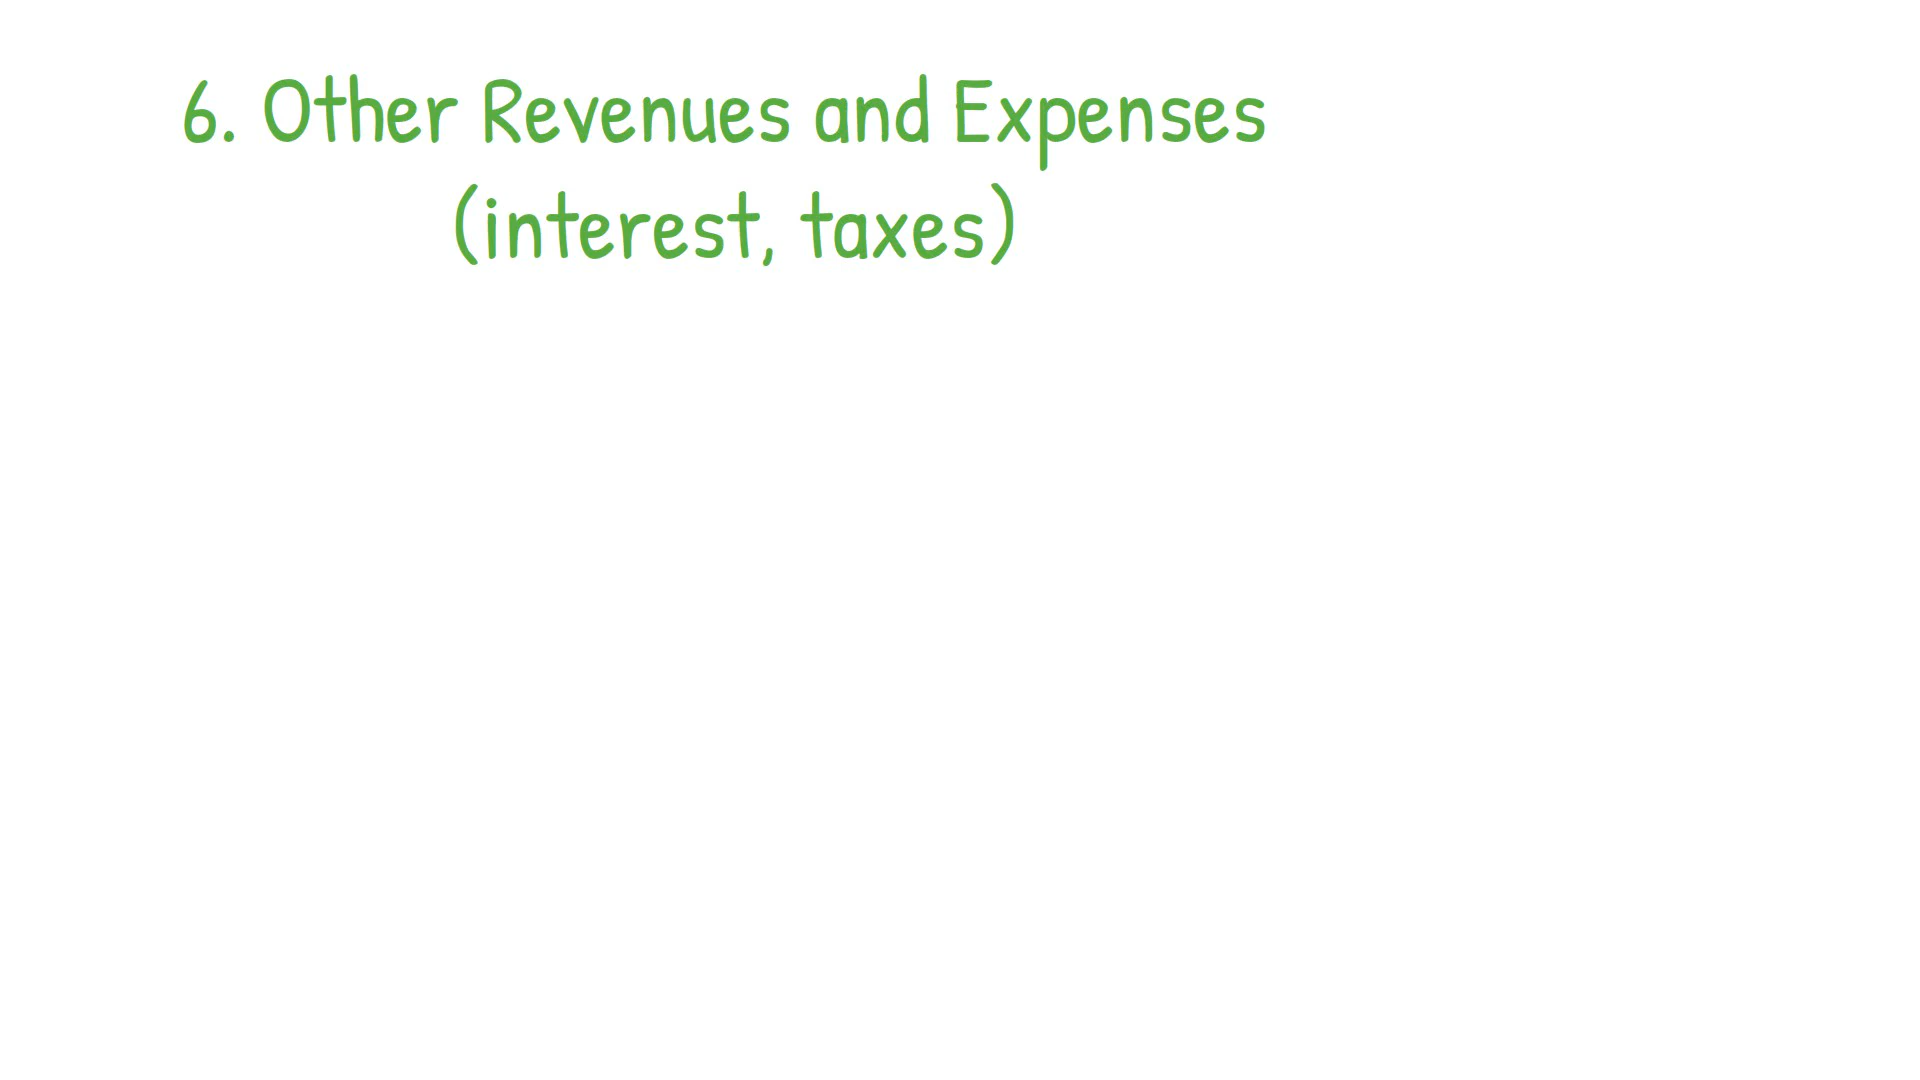 6. Other Revenues and Expenses
(interest, taxes)